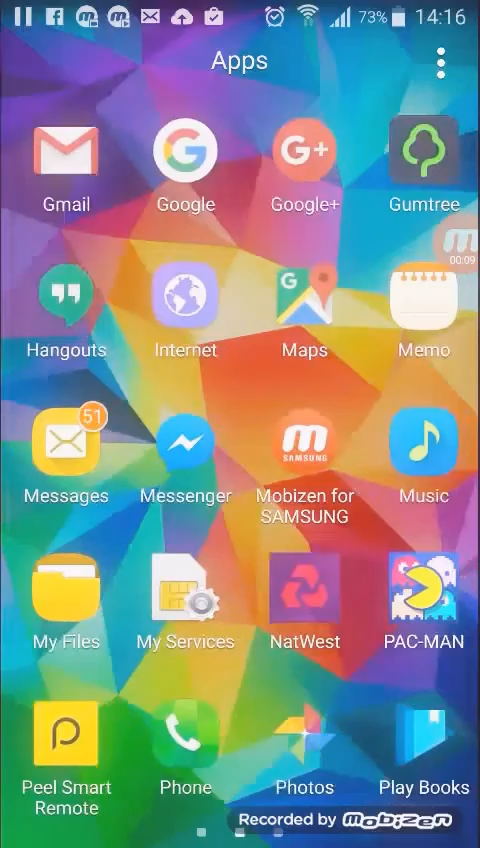 73% 14:16
Apps
Gmail Google Google+ Gumtree
00:09
Hangouts Internet Maps Memo
51
Messages Messenger Mobizen for SAMSUNG Music
My Files My Services NatWest PAC-MAN
Peel Smart Remote Phone Photos Play Books
Recorded by Mobizen